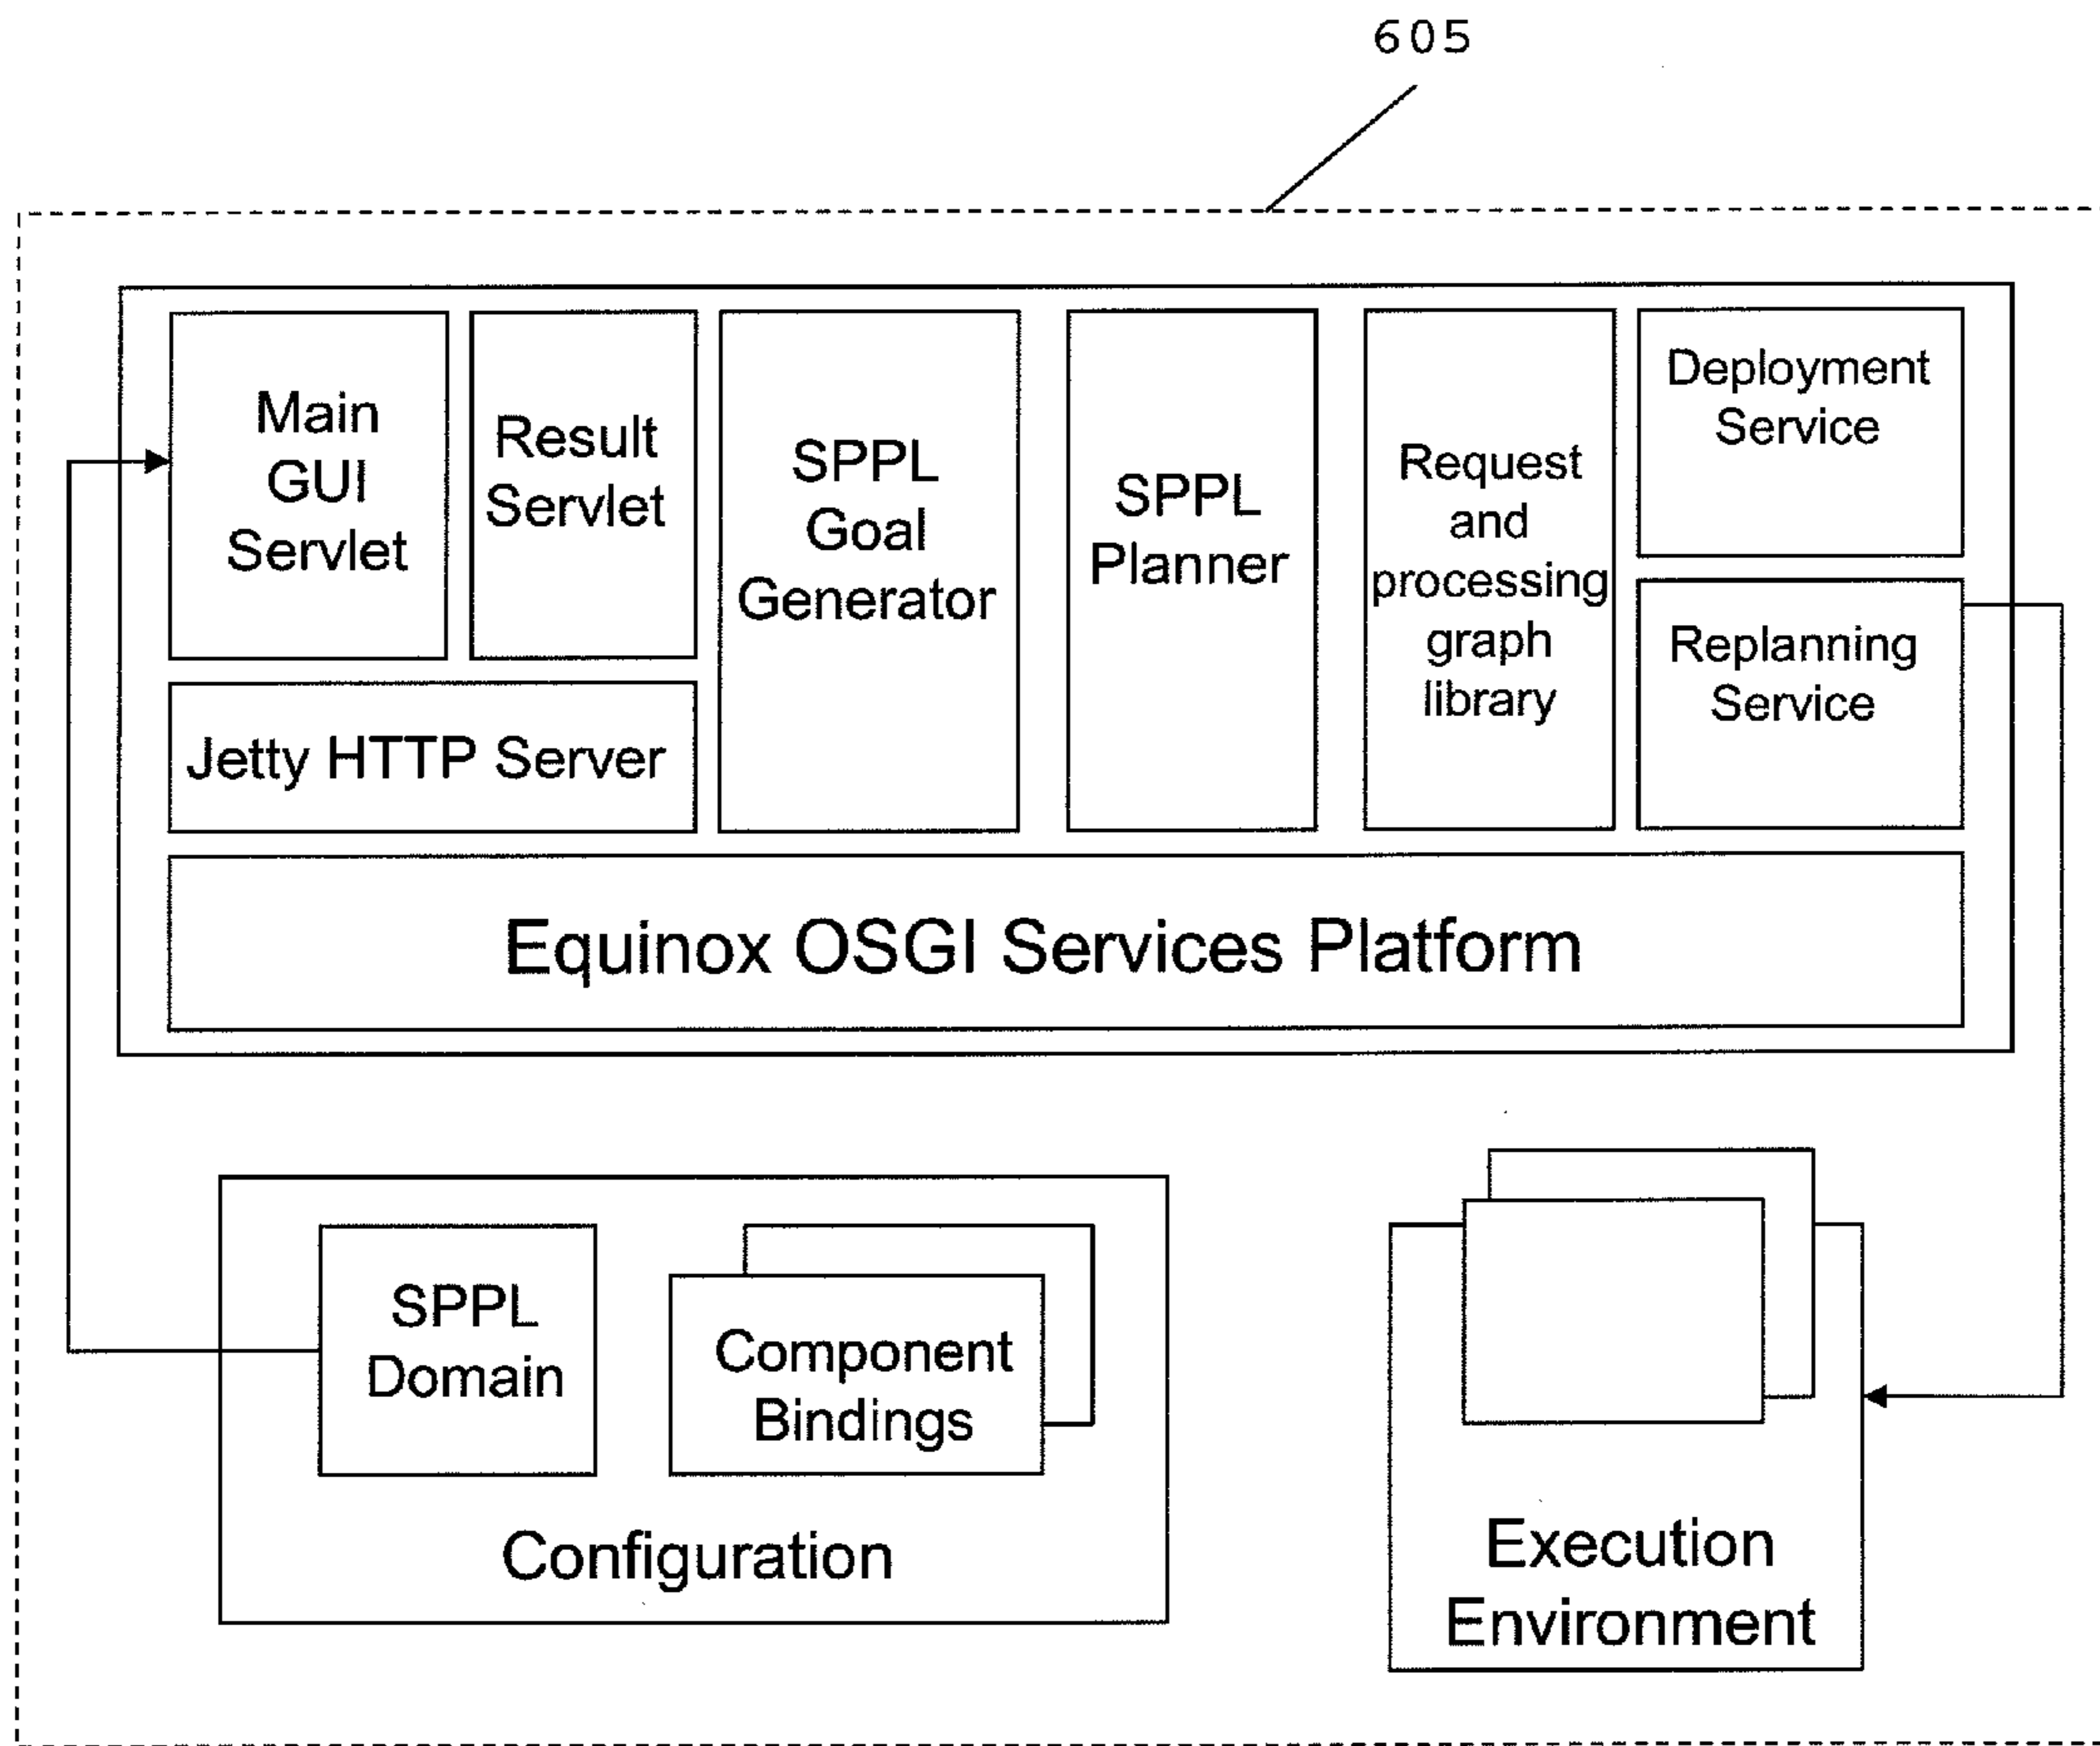 605
Main
GUI
Servlet
Result
Servlet
SPPL
Goal
Generator
SPPL
Planner
Request
and
processing
graph
library
Deployment
Service
Replanning
Service
Jetty HTTP Server
Equinox OSGI Services Platform
SPPL
Domain
Component
Bindings
Configuration
Execution
Environment